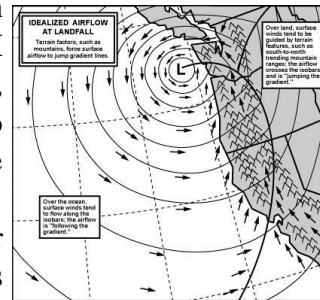 IDEALIZED AIRFLOW
AT LANDFALL
Terrain factors, such as
mountains, force surface
airflow to jump gradient lines.
Over land, surface
winds tend to be
guided by terrain
features, such as
south-to-north
trending mountain
ranges; the airflow
crosses the isobars
and is "jumping the
gradient."
L
Over the ocean,
surface winds tend
to flow along the
isobars; the airflow
is "following the
gradient."